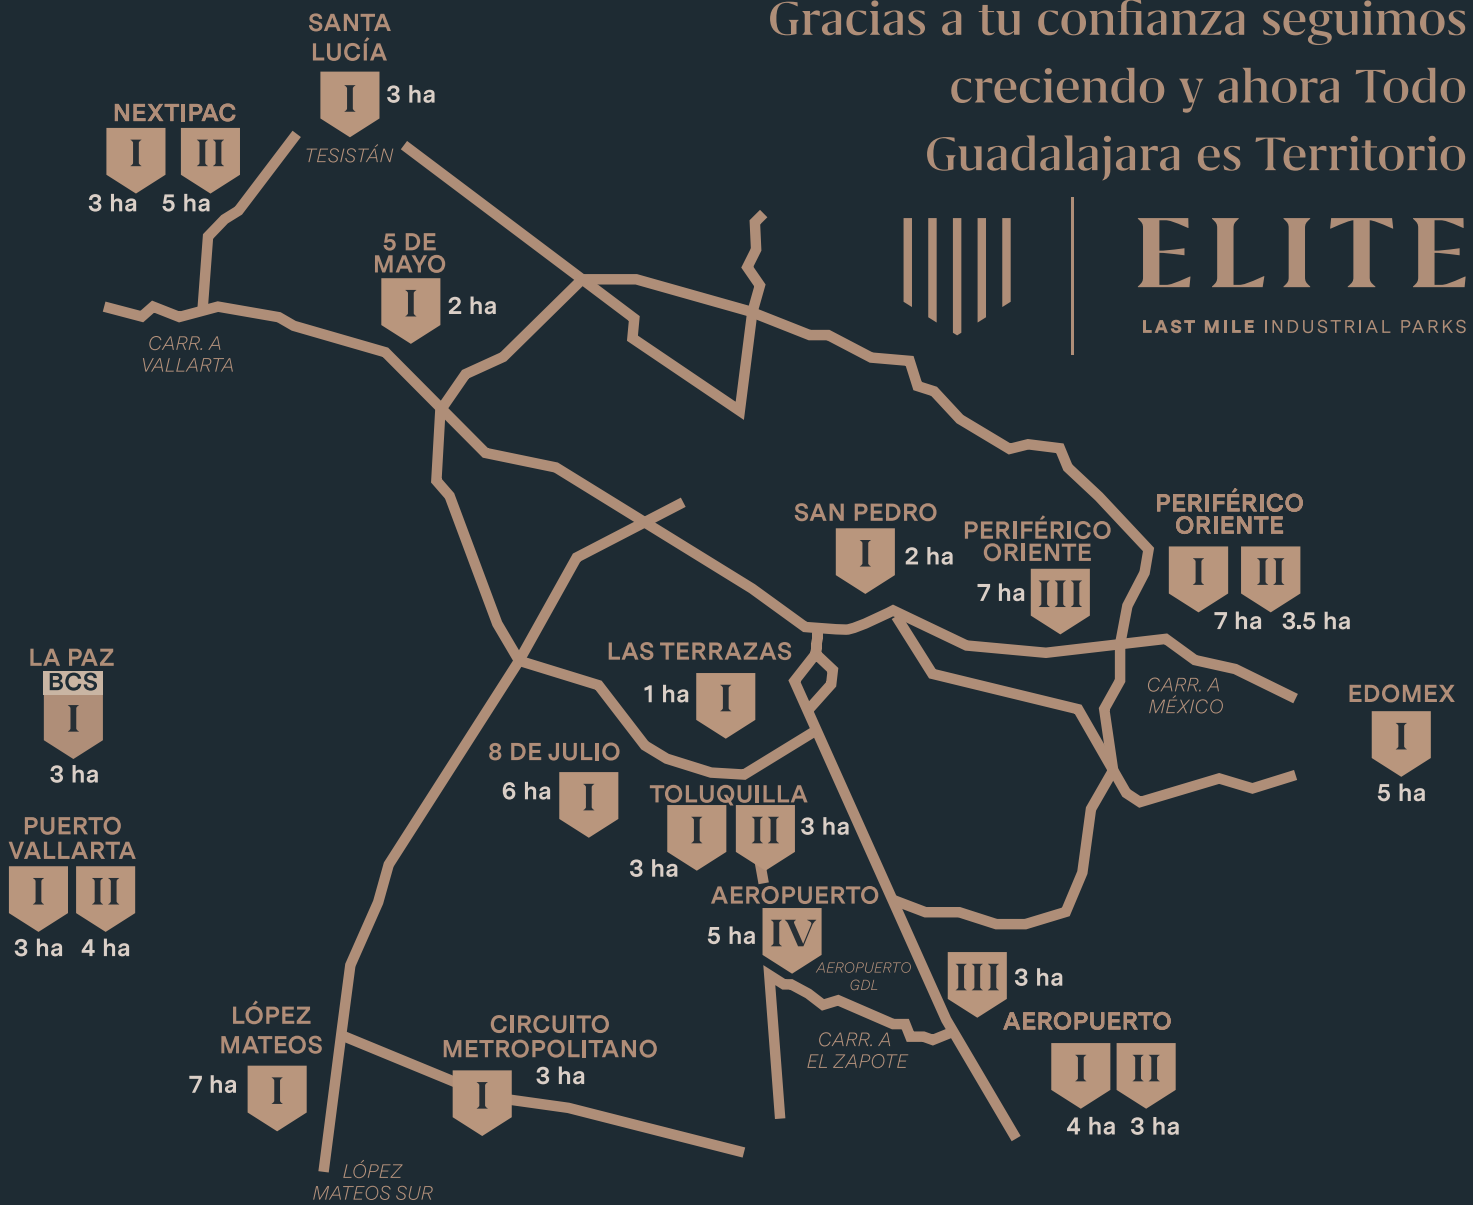 Gracias a tu confianza seguimos
creciendo y ahora Todo
Guadalajara es Territorio
ELITE
LAST MILE INDUSTRIAL PARKS
SANTA
LUCÍA
I
3 ha
TESISTÁN
NEXTIPAC
I II
3 ha 5 ha
5 DE
MAYO
I
2 ha
CARR. A
VALLARTA
SAN PEDRO
I
2 ha
PERIFÉRICO
ORIENTE
7 ha
III
PERIFÉRICO
ORIENTE
I II
7 ha 3.5 ha
LAS TERRAZAS
1 ha
I
CARR. A
MÉXICO
EDOMEX
I
5 ha
LA PAZ
BCS
I
3 ha
8 DE JULIO
6 ha
I
TOLUQUILLA
I II
3 ha
3 ha
PUERTO
VALLARTA
I II
3 ha 4 ha
AEROPUERTO
5 ha
IV
AEROPUERTO
GDL
III
3 ha
AEROPUERTO
I II
4 ha 3 ha
CARR. A
EL ZAPOTE
LÓPEZ
MATEOS
7 ha
I
CIRCUITO
METROPOLITANO
3 ha
I
LÓPEZ
MATEOS SUR